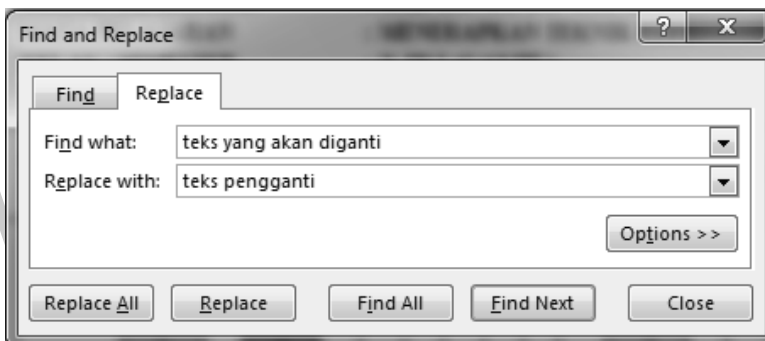 Find and Replace
Find Replace
Find what: teks yang akan diganti
Replace with: teks pengganti
Options >>
Replace All Replace Find All Find Next Close